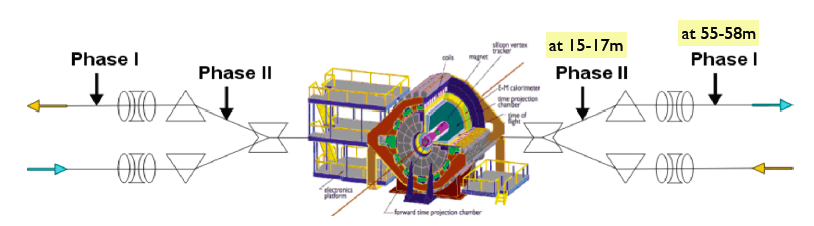 at 55-58m
at 15-17m
Phase I
Phase II
Phase II
Phase I
silicon vertex
tracker
coils
magnet
E-M calorimeter
time projection
chamber
time of
flight
electronics
platform
forward time projection chamber